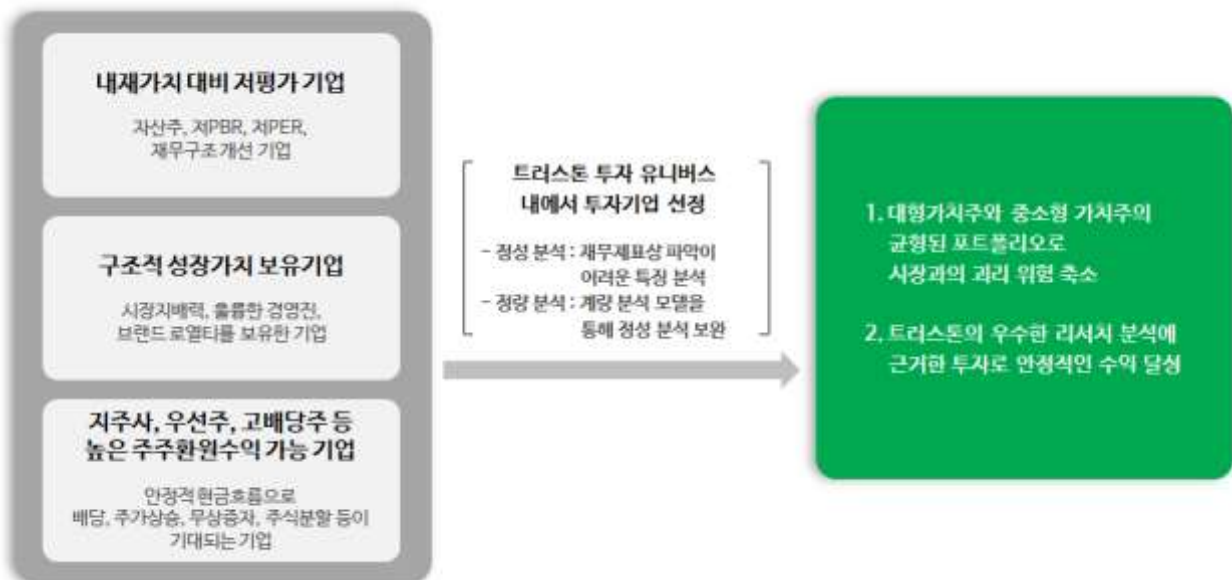 내재가치 대비 저평가 기업
자산주, 저PBR, 저PER,
재무구조 개선 기업
구조적 성장가치 보유기업
시장지배력, 훌륭한 경영진,
브랜드 로열티를 보유한 기업
지주사, 우선주, 고배당주 등
높은 주주환원수익 가능 기업
안정적 현금흐름으로
배당, 주가상승, 무상증자, 주식분할 등이
기대되는 기업
트러스톤 투자 유니버스
내에서 투자기업 선정
- 정성 분석 : 재무제표상 파악이
어려운 특징 분석
- 정량 분석 : 계량 분석 모델을
통해 정성 분석 보완
1. 대형가치주와 중소형 가치주의
균형된 포트폴리오로
시장과의 괴리 위험 축소
2. 트러스톤의 우수한 리서치 분석에
근거한 투자로 안정적인 수익 달성